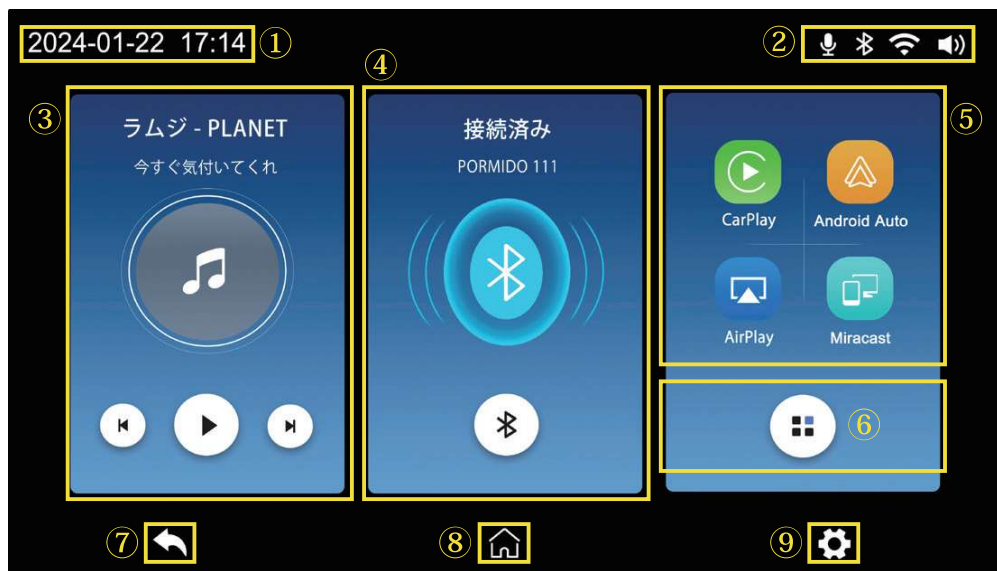 2024-01-22 17:14 ①
②
③
ラムジ - PLANET
今すぐ気付いてくれ
④
接続済み
PORMIDO 111
⑤
CarPlay Android Auto
AirPlay Miracast
⑥
⑦ ⑧ ⑨